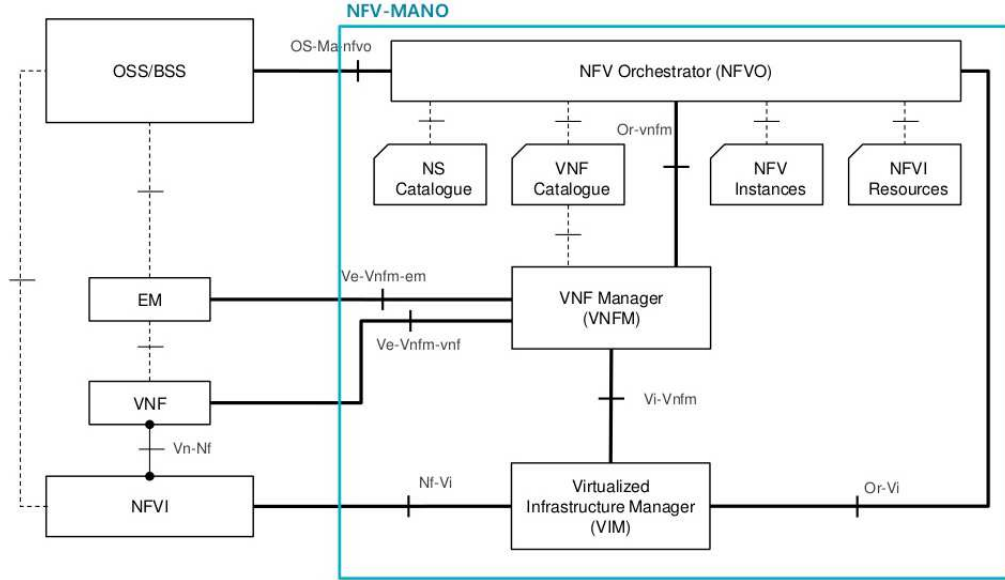 NFV-MANO
OS-Ma-nfvo
OSS/BSS
NFV Orchestrator (NFVO)
Or-vnfm
NS
Catalogue
VNF
Catalogue
NFV
Instances
NFVI
Resources
Ve-Vnfm-em
EM
VNF Manager
(VNFM)
Ve-Vnfm-vnf
VNF
Vi-Vnfm
Vn-Nf
Nf-Vi
Virtualized
Infrastructure Manager
(VIM)
Or-Vi
NFVI